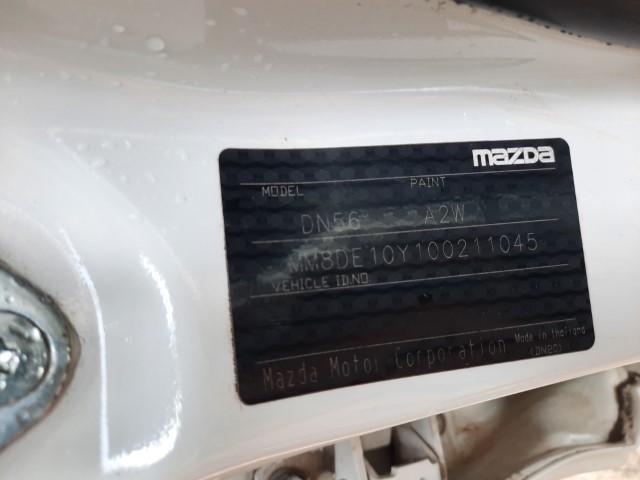 mazda
MODEL PAINT
DN56 A2W
MM8DE10Y100211045
VEHICLE ID.NO
Mazda Motor Corporation Made in thailand
(DN20)